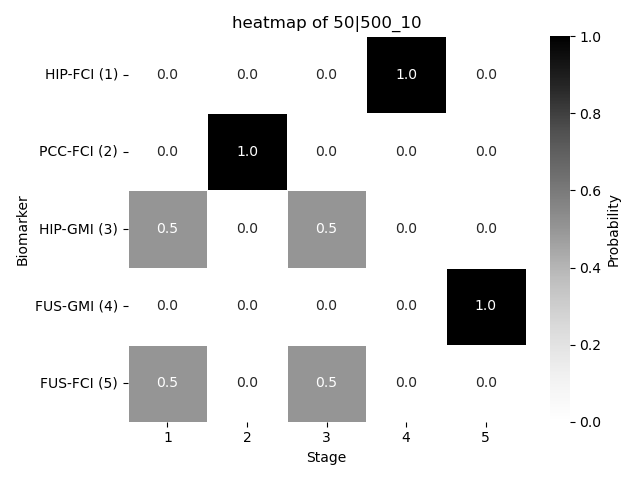 heatmap of 50|500_10
HIP-FCI (1) 0.0 0.0 0.0 1.0 0.0
PCC-FCI (2) 0.0 1.0 0.0 0.0 0.0
HIP-GMI (3) 0.5 0.0 0.5 0.0 0.0
FUS-GMI (4) 0.0 0.0 0.0 0.0 1.0
FUS-FCI (5) 0.5 0.0 0.5 0.0 0.0
1 2 3 4 5
Stage
Biomarker
1.0
0.8
0.6
0.4
0.2
0.0
Probability